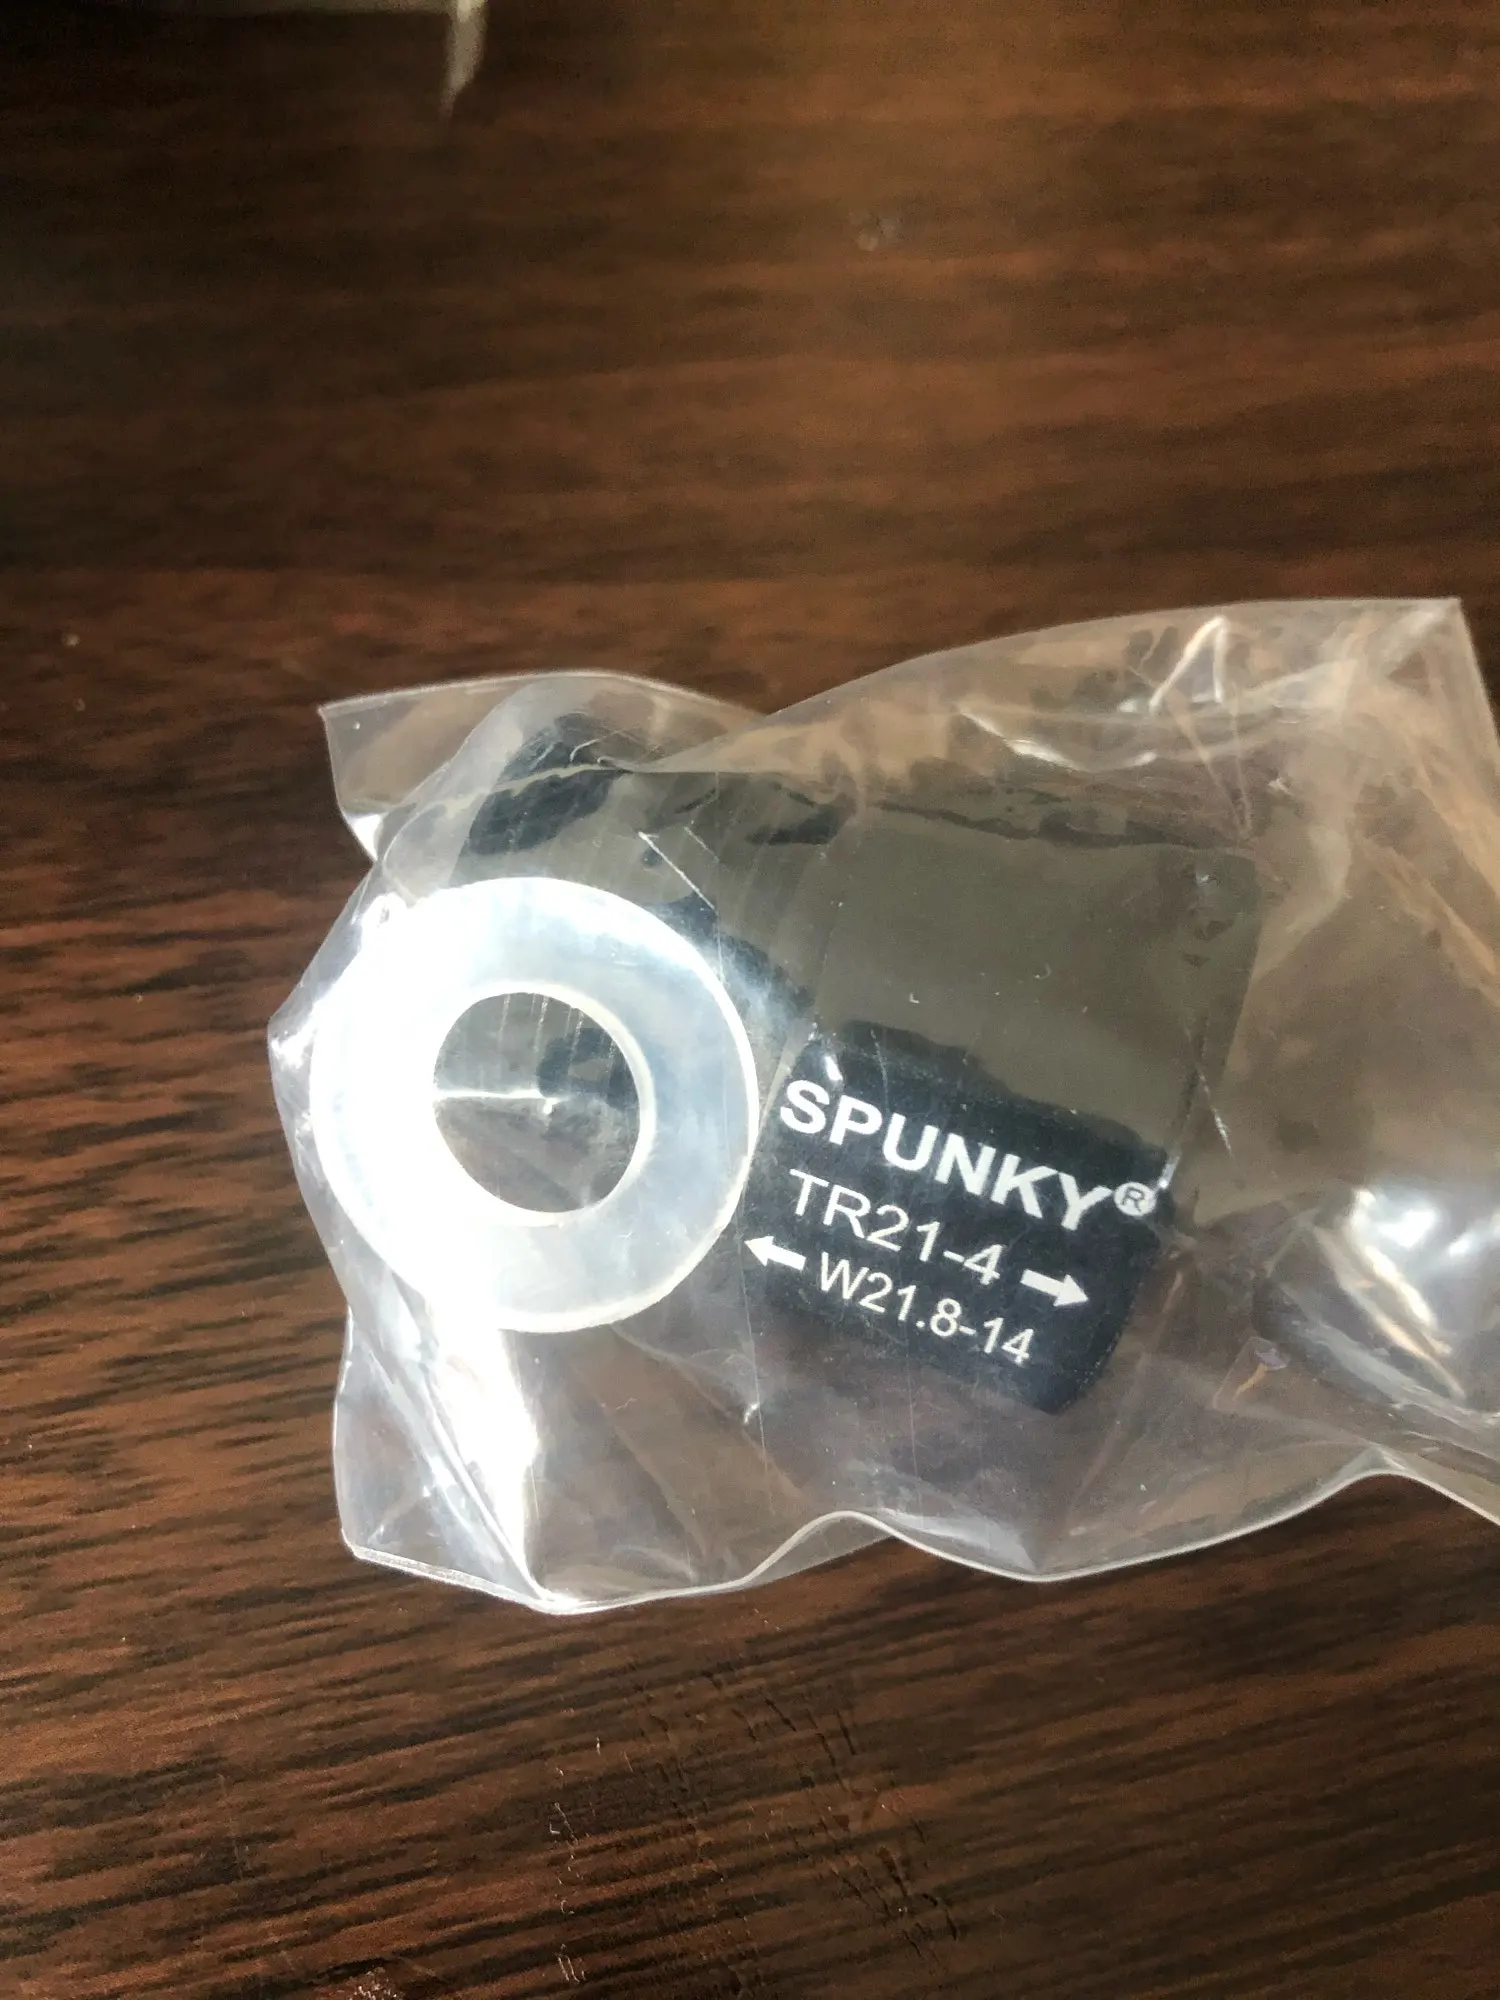 SPUNKY®
TR21-4 →
← W21.8-14